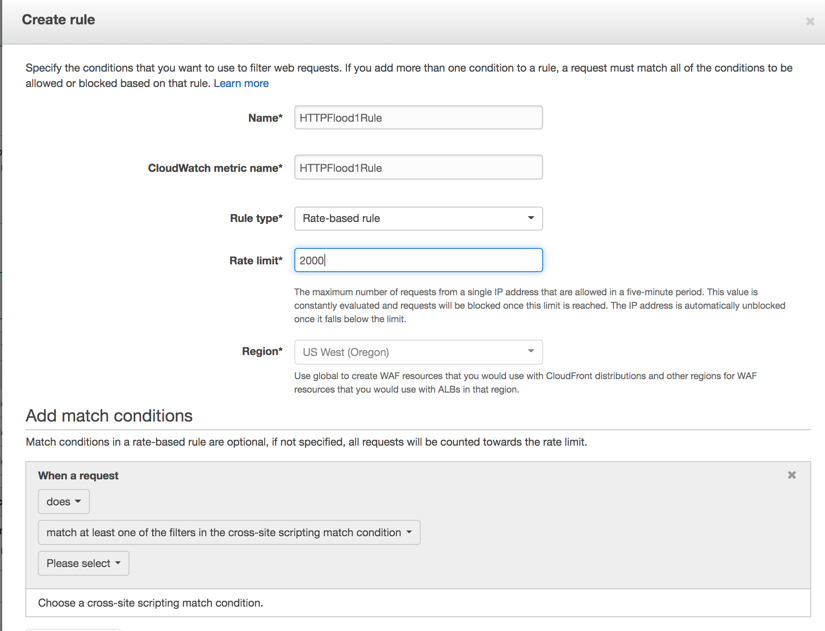 Create rule
Specify the conditions that you want to use to filter web requests. If you add more than one condition to a rule, a request must match all of the conditions to be
allowed or blocked based on that rule. Learn more
Name* HTTPFlood1Rule
CloudWatch metric name* HTTPFlood1Rule
Rule type* Rate-based rule
Rate limit* 2000
The maximum number of requests from a single IP address that are allowed in a five-minute period. This value is
constantly evaluated and requests will be blocked once this limit is reached. The IP address is automatically unblocked
once it falls below the limit.
Region* US West (Oregon)
Use global to create WAF resources that you would use with CloudFront distributions and other regions for WAF
resources that you would use with ALBs in that region.
Add match conditions
Match conditions in a rate-based rule are optional, if not specified, all requests will be counted towards the rate limit.
When a request
does
match at least one of the filters in the cross-site scripting match condition
Please select
Choose a cross-site scripting match condition.